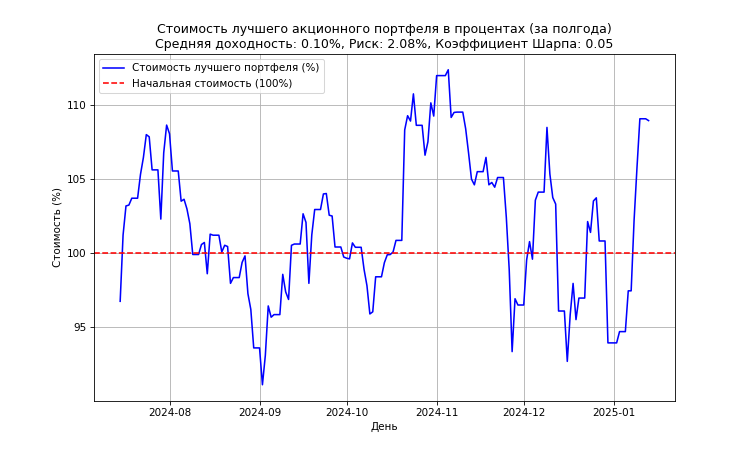 Стоимость лучшего акционного портфеля в процентах (за полгода)
Средняя доходность: 0.10%, Риск: 2.08%, Коэффициент Шарпа: 0.05
Стоимость лучшего портфеля (%)
Начальная стоимость (100%)
Стоимость (%)
110
105
100
95
2024-08
2024-09
2024-10
2024-11
2024-12
2025-01
День